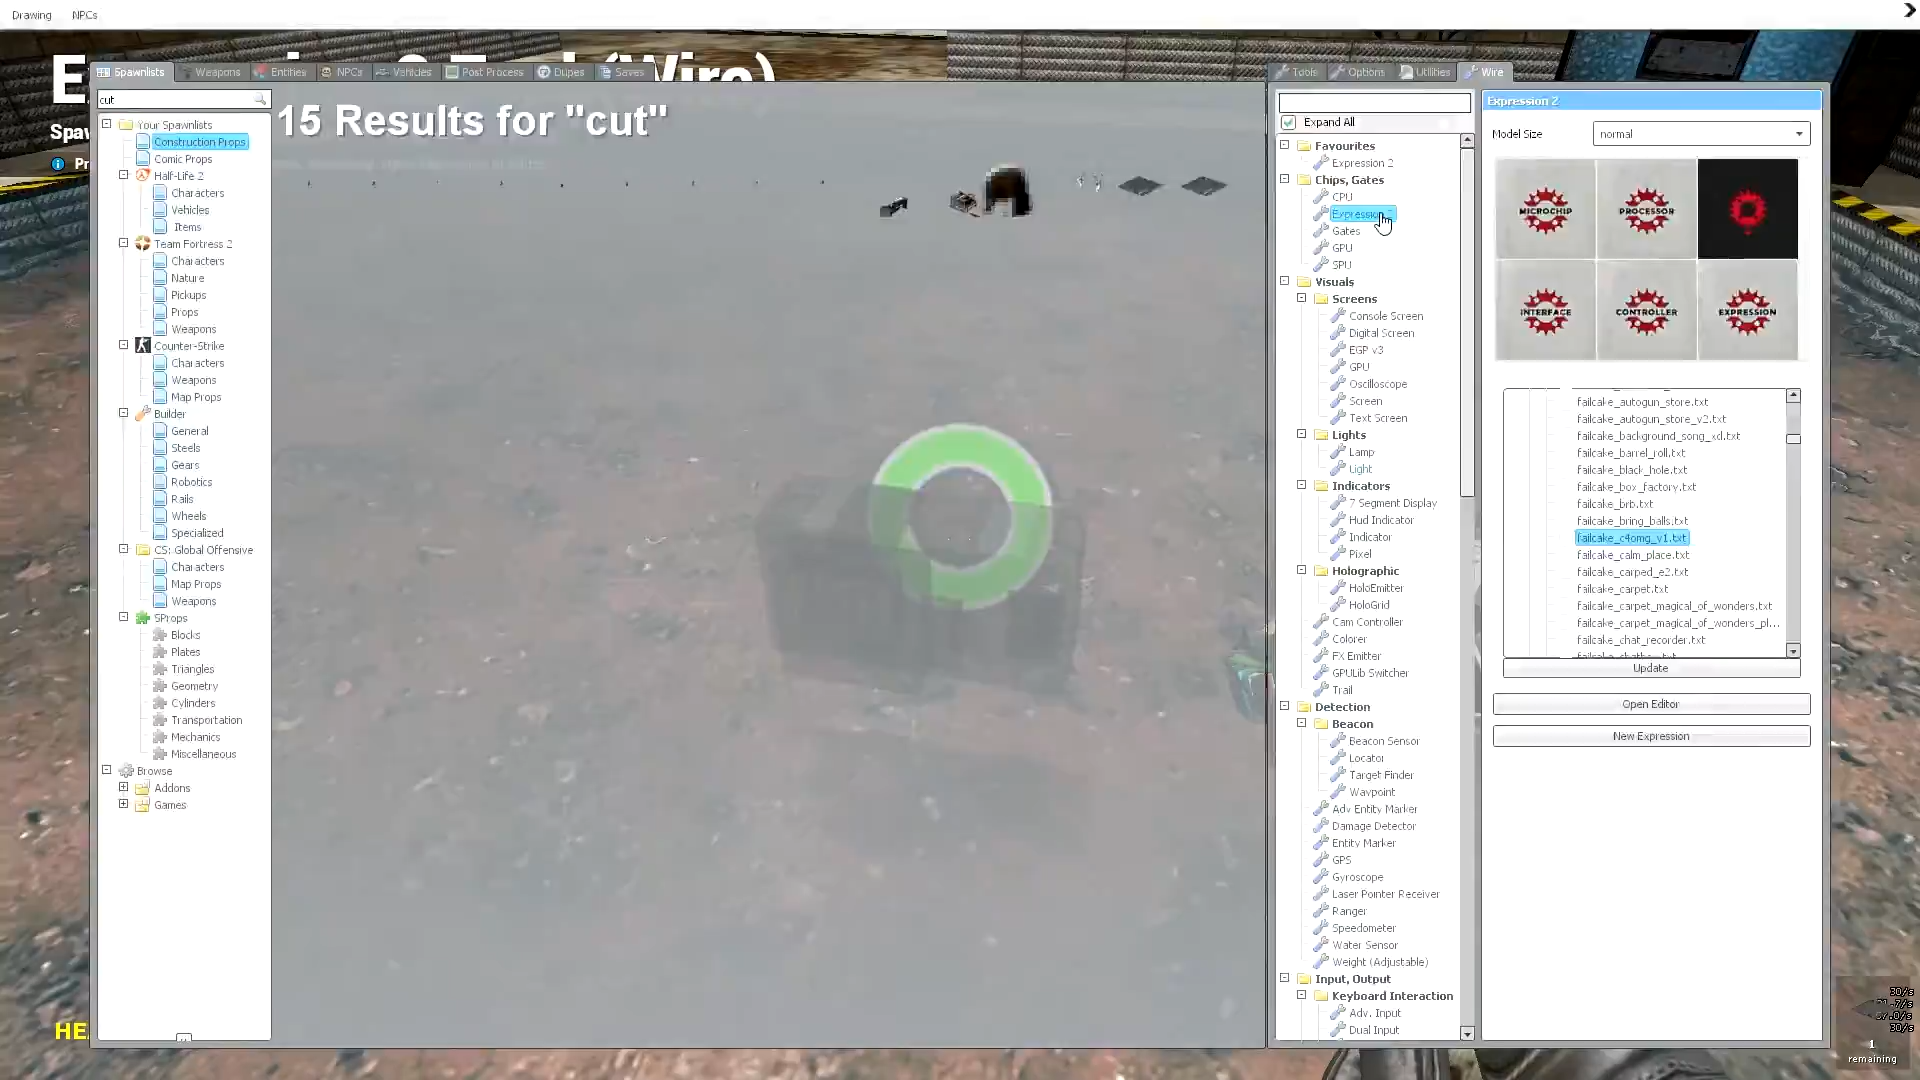 Drawing NPCs
Spawnlists Weapons Entities NPCs Vehicles Post Process Dupes Saves
cut
15 Results for "cut"
Your Spawnlists
Construction Props
Comic Props
Half-Life 2
Characters
Vehicles
Items
Team Fortress 2
Characters
Nature
Pickups
Props
Weapons
Counter-Strike
Characters
Weapons
Map Props
Builder
General
Steels
Gears
Robotics
Rails
Wheels
Specialized
CS: Global Offensive
Characters
Map Props
Weapons
SProps
Blocks
Plates
Triangles
Geometry
Cylinders
Transportation
Mechanics
Miscellaneous
Browse
Addons
Games
Tools Options Utilities Wire
Expand All
Favourites
Expression 2
Chips, Gates
CPU
Expression
Gates
GPU
SPU
Visuals
Screens
Console Screen
Digital Screen
EGP v3
GPU
Oscilloscope
Screen
Text Screen
Lights
Lamp
Light
Indicators
7 Segment Display
Hud Indicator
Indicator
Pixel
Holographic
HoloEmitter
HoloGrid
Cam Controller
Colorer
FX Emitter
GPULib Switcher
Trail
Detection
Beacon
Beacon Sensor
Locator
Target Finder
Waypoint
Adv Entity Marker
Damage Detector
Entity Marker
GPS
Gyroscope
Laser Pointer Receiver
Ranger
Speedometer
Water Sensor
Weight (Adjustable)
Input, Output
Keyboard Interaction
Adv. Input
Dual Input
Expression 2
Model Size normal
MICROCHIP PROCESSOR
INTERFACE CONTROLLER EXPRESSION
failcake_autogun_store.txt
failcake_autogun_store_v2.txt
failcake_background_song_xd.txt
failcake_barrel_roll.txt
failcake_black_hole.txt
failcake_box_factory.txt
failcake_brb.txt
failcake_bring_balls.txt
failcake_c4omg_v1.txt
failcake_calm_place.txt
failcake_carped_e2.txt
failcake_carpet.txt
failcake_carpet_magical_of_wonders.txt
failcake_carpet_magical_of_wonders_pl...
failcake_chat_recorder.txt
Update
Open Editor
New Expression
HE
30/s
30/s
1
remaining